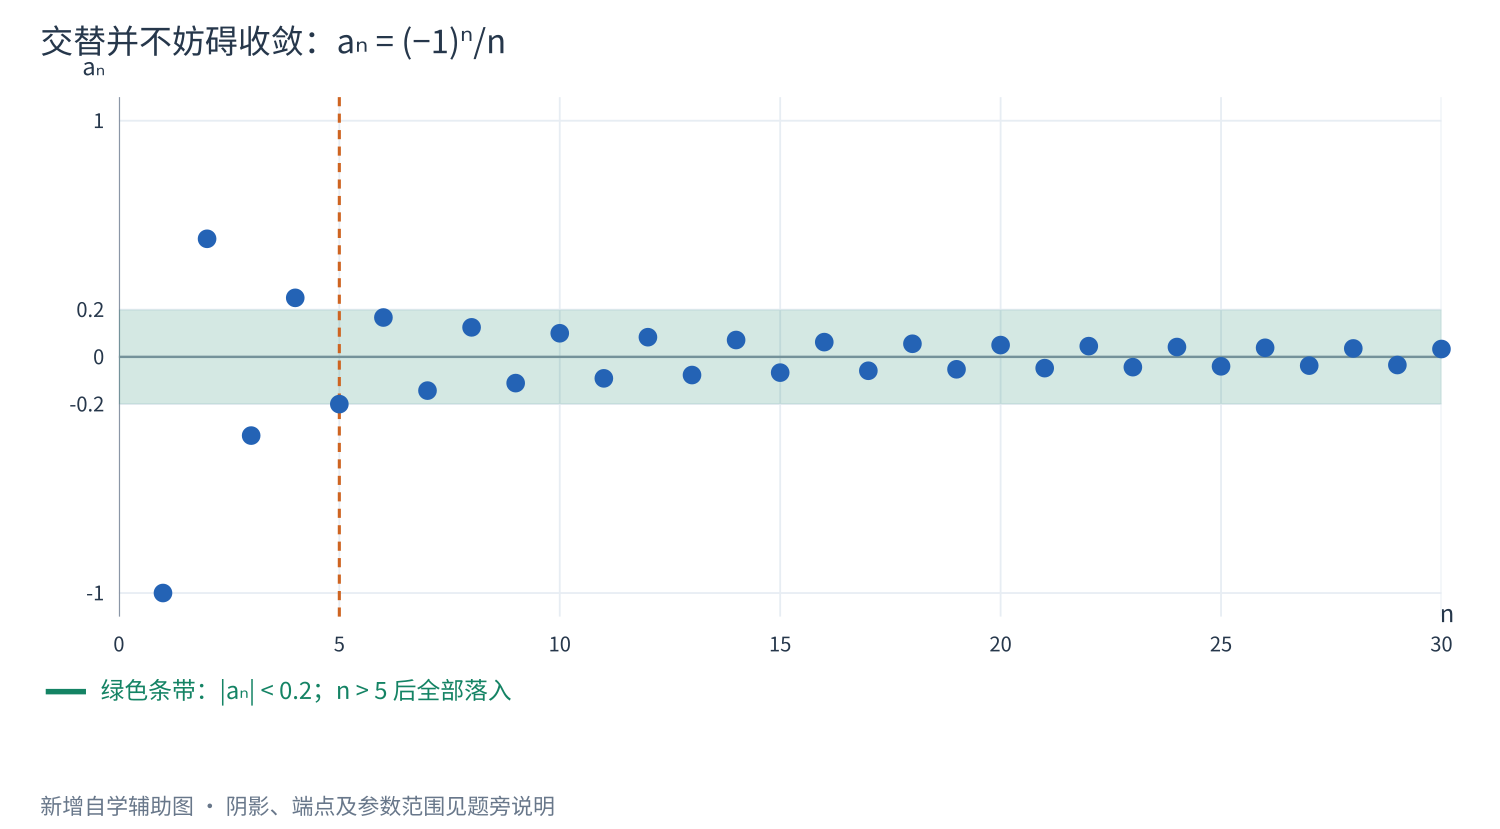 交替并不妨碍收敛：aₙ = (−1)ⁿ/n
aₙ
1
0.2
0
-0.2
-1
n
0 5 10 15 20 25 30
绿色条带：|aₙ| < 0.2；n > 5 后全部落入
新增自学辅助图 · 阴影、端点及参数范围见题旁说明